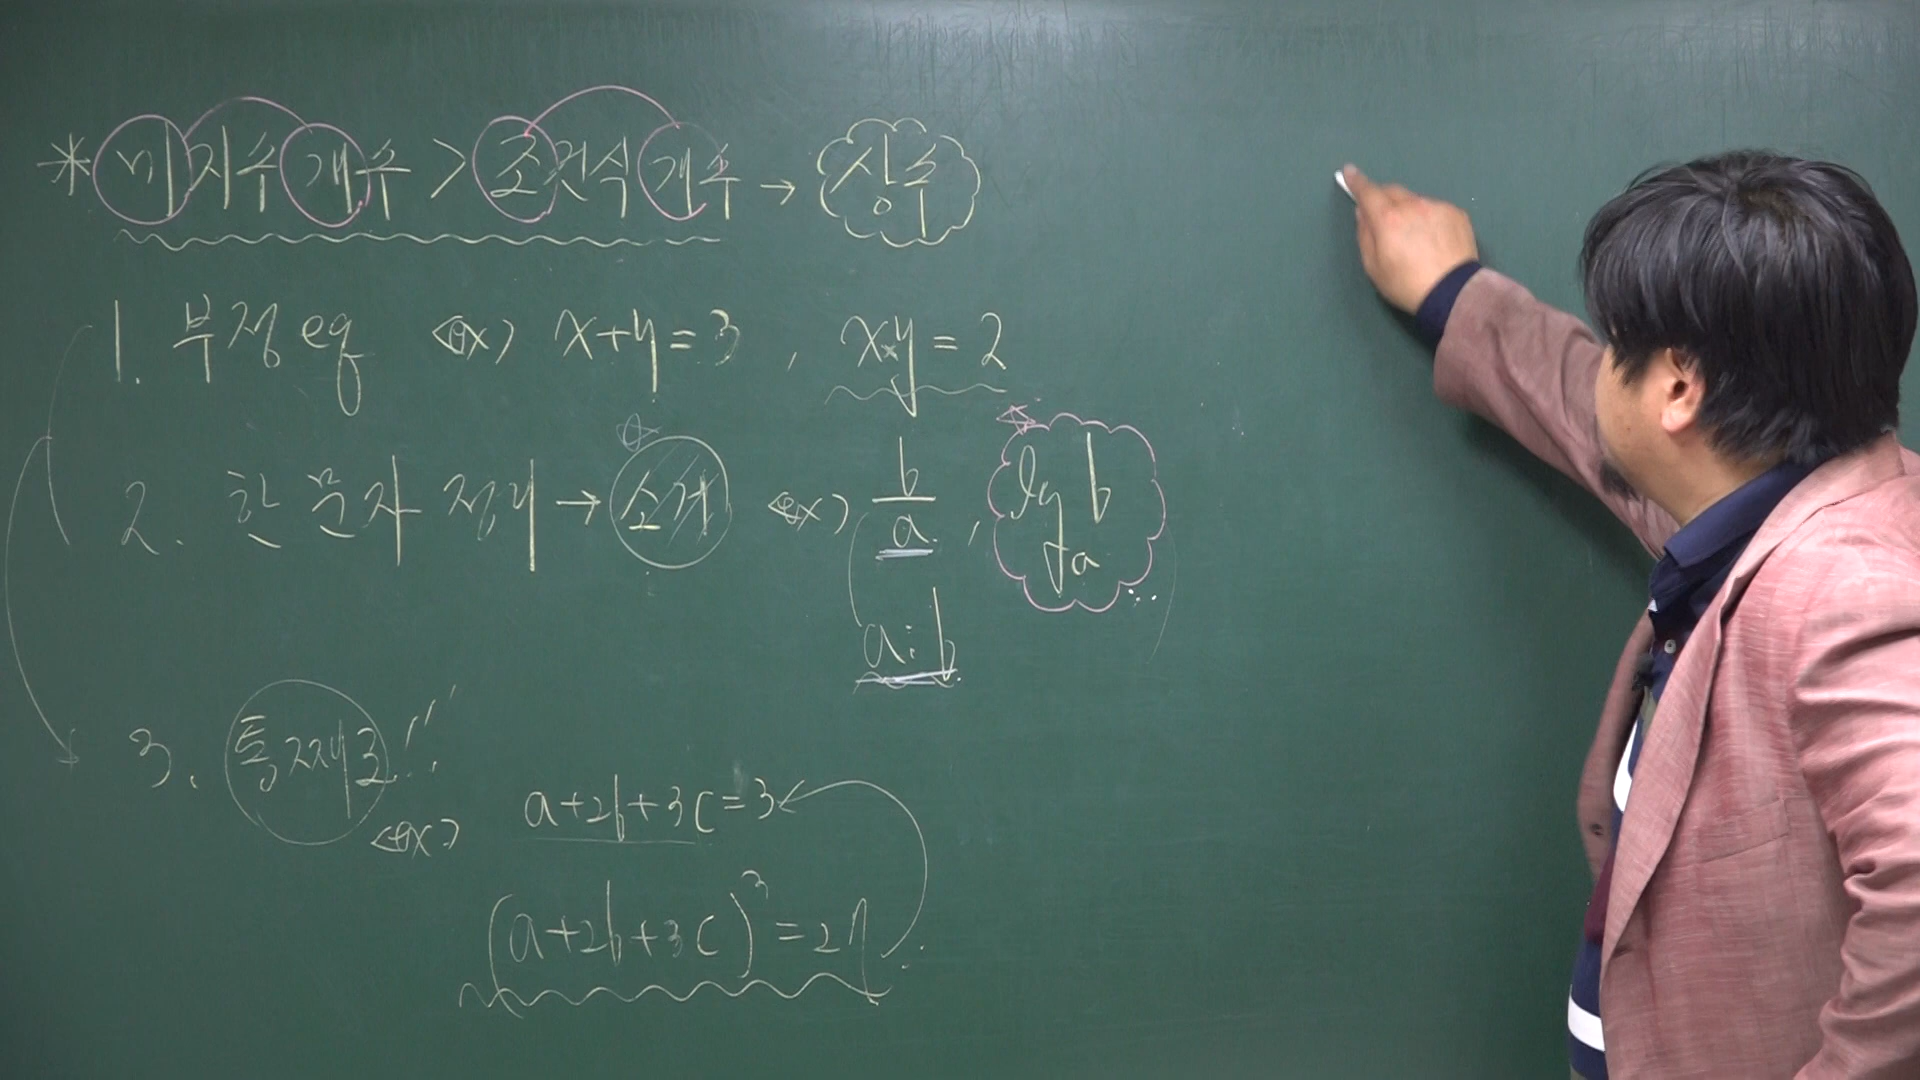 * 미지수 개수 > 조건식 개수 → 상수
1. 부정 eq <ex> x+y=3 , xy=2
2. 한 문자 정리 → 소거 <ex> b/a , log_a b
a:b
3. 통째로!!
<ex> a+2b+3c=3
(a+2b+3c)³=27